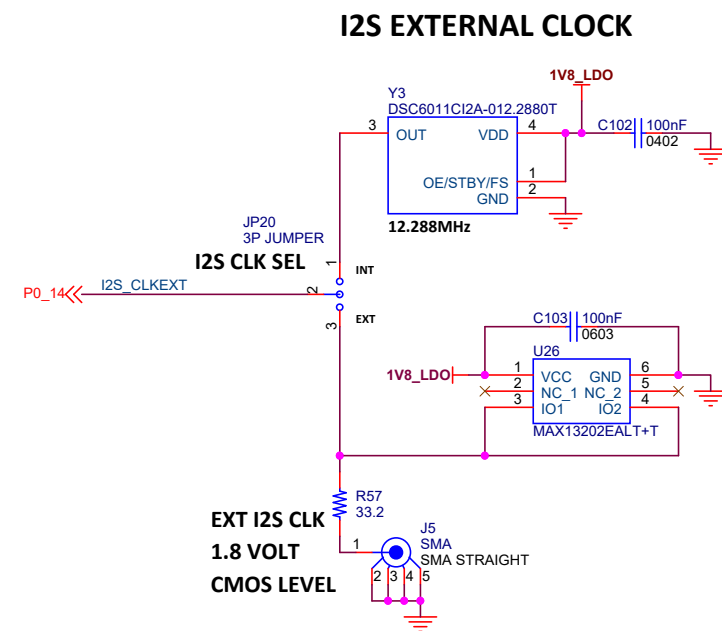 I2S EXTERNAL CLOCK
1V8_LDO
Y3
DSC6011CI2A-012.2880T
3 OUT VDD 4
C102 100nF
0402
OE/STBY/FS 1
GND 2
12.288MHz
JP20
3P JUMPER
I2S CLK SEL
1 INT
P0_14 I2S_CLKEXT 2
3 EXT
C103 100nF
0603
U26
1V8_LDO 1 VCC GND 6
2 NC_1 NC_2 5
3 IO1 IO2 4
MAX13202EALT+T
R57
33.2
EXT I2S CLK
1.8 VOLT
CMOS LEVEL
J5
SMA
SMA STRAIGHT
1
2 3 4 5